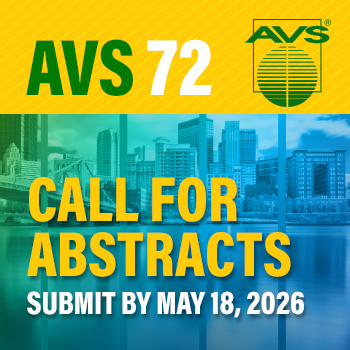 AVS 72
AVS®
CALL FOR
ABSTRACTS
SUBMIT BY MAY 18, 2026